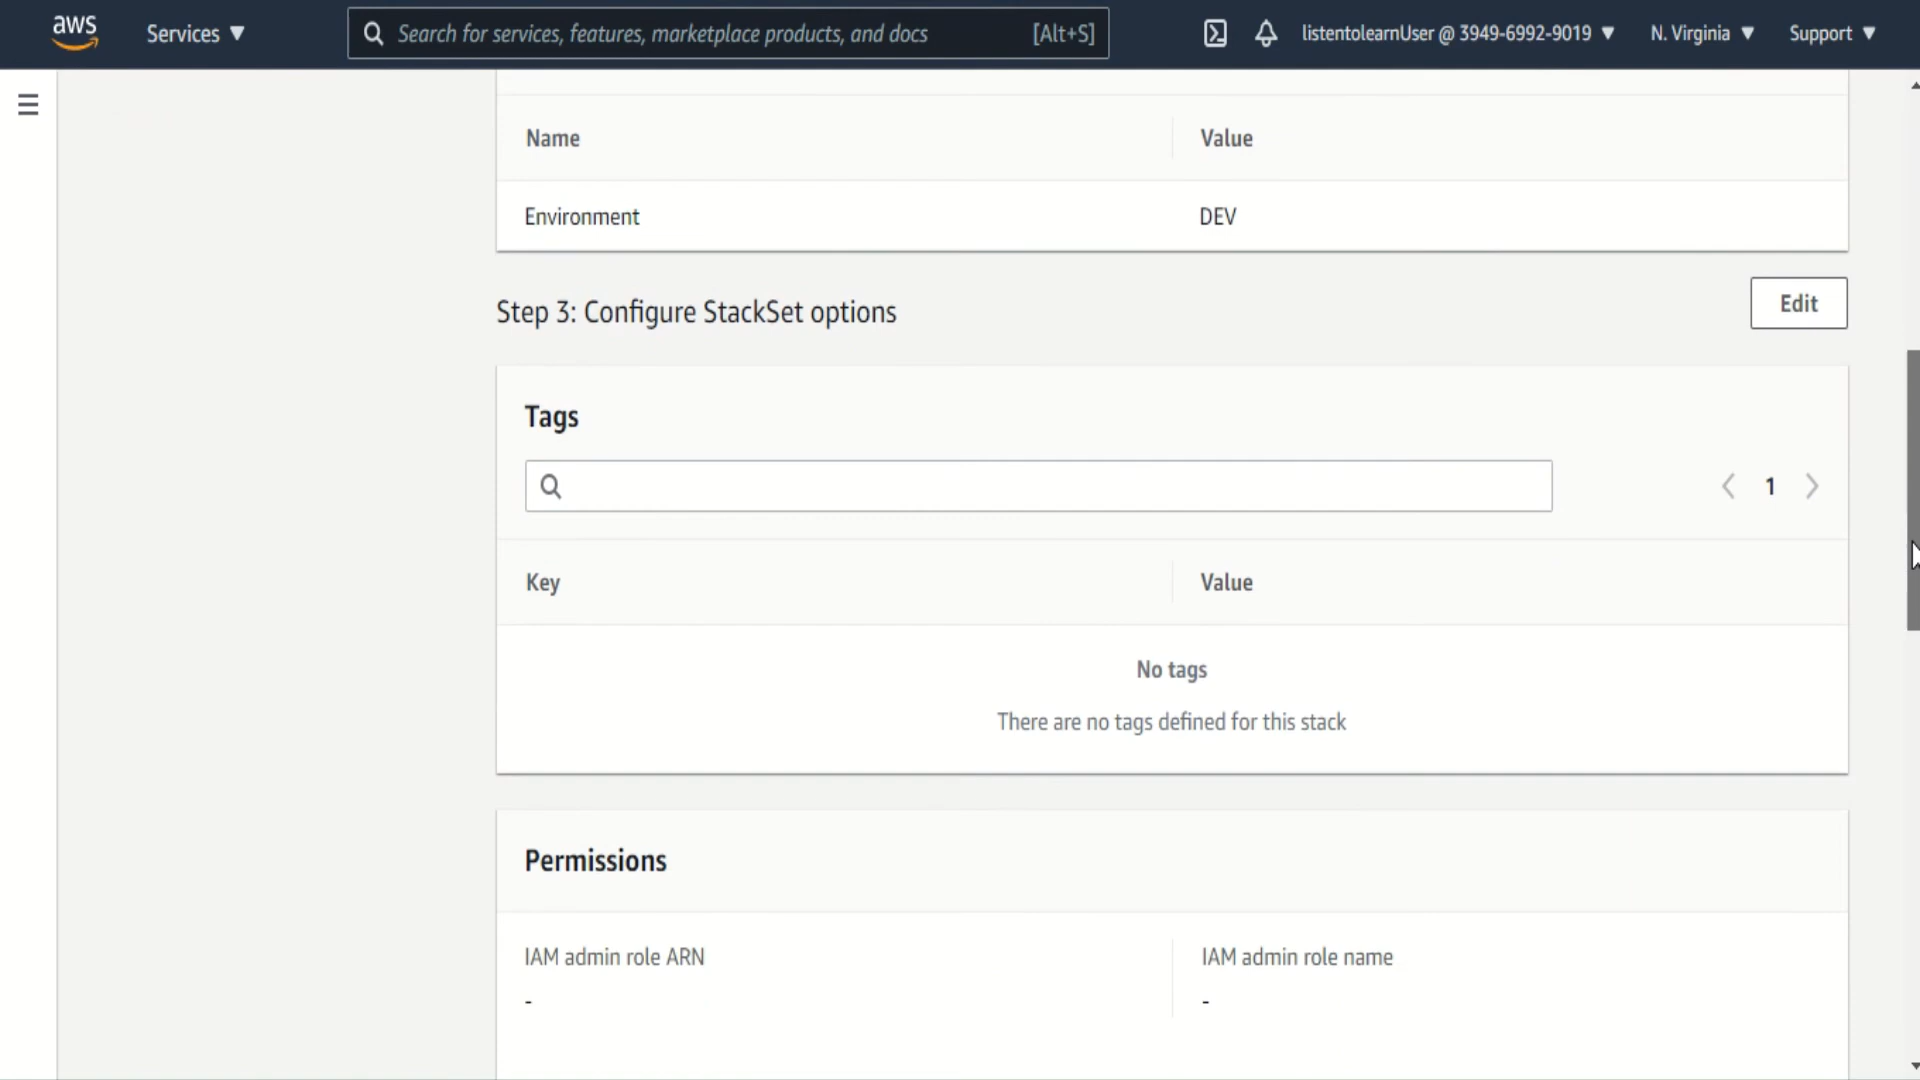 aws
Services ▼
Search for services, features, marketplace products, and docs [Alt+S]
listentolearnUser @ 3949-6992-9019 ▼
N. Virginia ▼
Support ▼
Name Value
Environment DEV
Step 3: Configure StackSet options
Edit
Tags
1
Key Value
No tags
There are no tags defined for this stack
Permissions
IAM admin role ARN IAM admin role name
- -